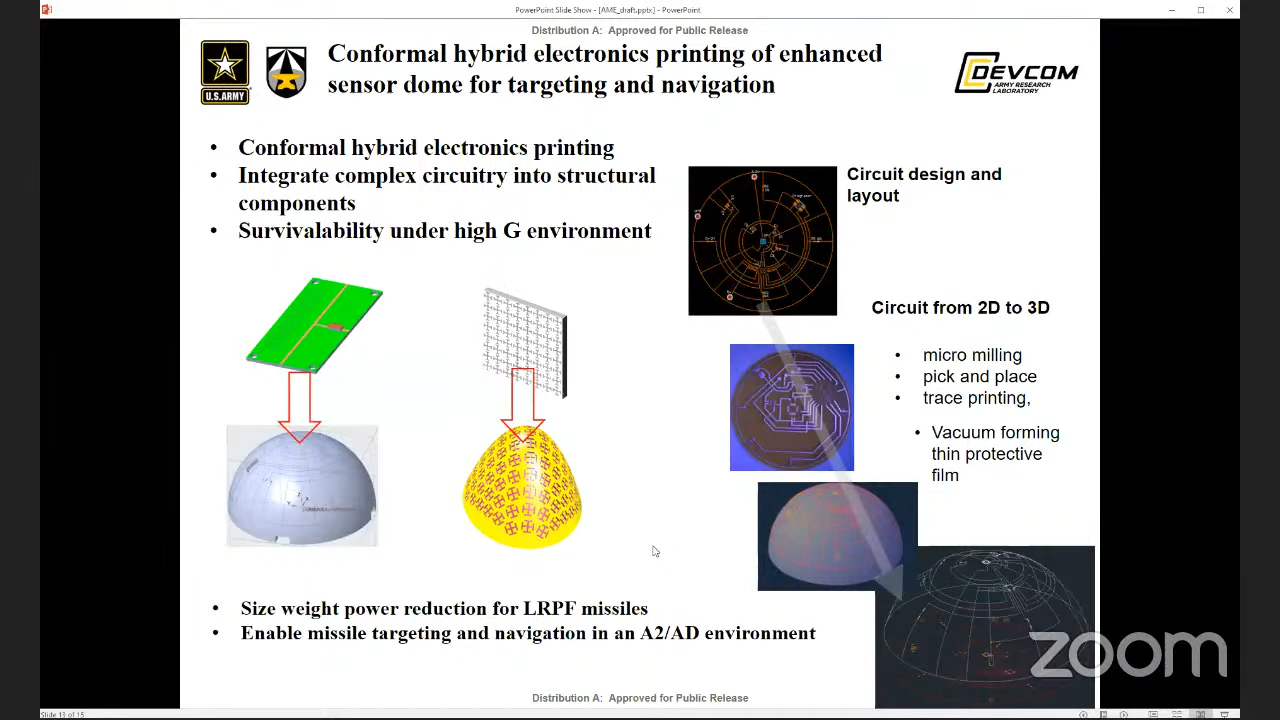 PowerPoint Slide Show - [AME_draft.pptx] - PowerPoint
Distribution A: Approved for Public Release
U.S.ARMY
Conformal hybrid electronics printing of enhanced
sensor dome for targeting and navigation
DEVCOM
ARMY RESEARCH
LABORATORY
• Conformal hybrid electronics printing
• Integrate complex circuitry into structural
components
• Survivalability under high G environment
Circuit design and
layout
Circuit from 2D to 3D
• micro milling
• pick and place
• trace printing,
• Vacuum forming
thin protective
film
• Size weight power reduction for LRPF missiles
• Enable missile targeting and navigation in an A2/AD environment
zoom
Distribution A: Approved for Public Release
Slide 13 of 15